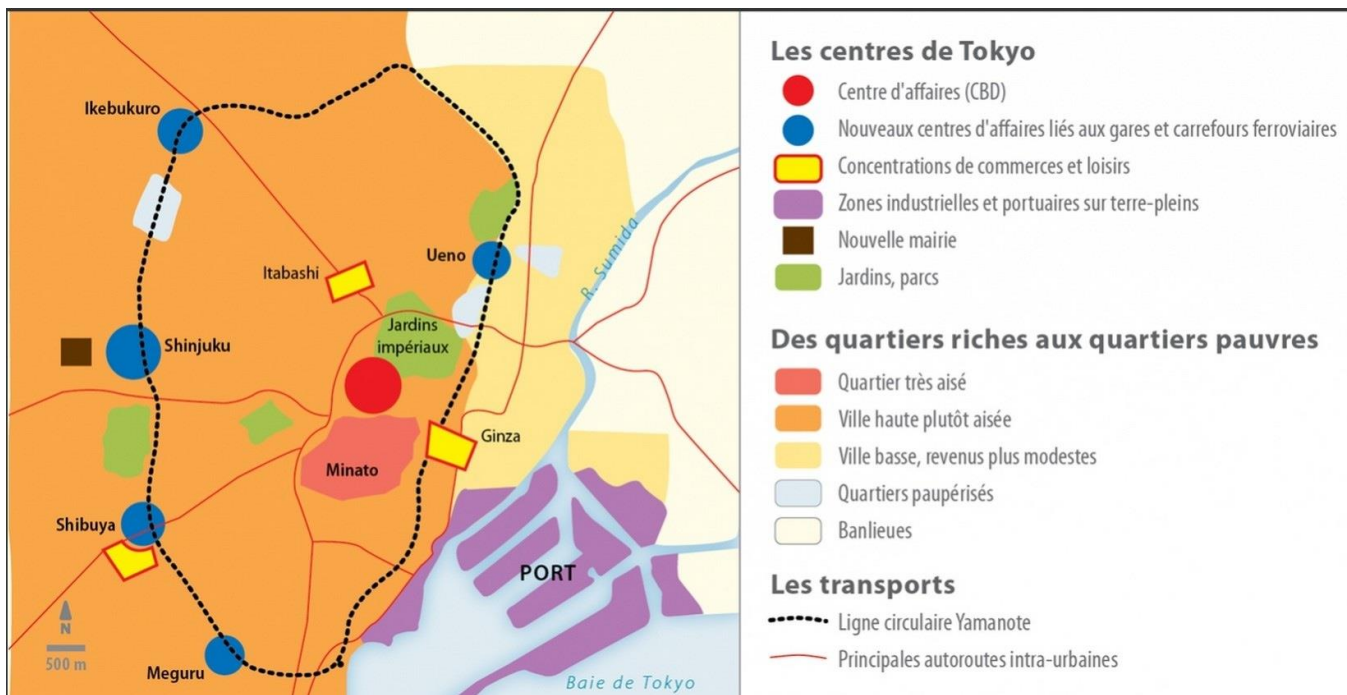 Ikebukuro
Itabashi
Ueno
R. Sumida
Shinjuku
Jardins
impériaux
Ginza
Minato
Shibuya
PORT
N
500 m
Meguru
Baie de Tokyo
Les centres de Tokyo
Centre d'affaires (CBD)
Nouveaux centres d'affaires liés aux gares et carrefours ferroviaires
Concentrations de commerces et loisirs
Zones industrielles et portuaires sur terre-pleins
Nouvelle mairie
Jardins, parcs
Des quartiers riches aux quartiers pauvres
Quartier très aisé
Ville haute plutôt aisée
Ville basse, revenus plus modestes
Quartiers paupérisés
Banlieues
Les transports
Ligne circulaire Yamanote
Principales autoroutes intra-urbaines